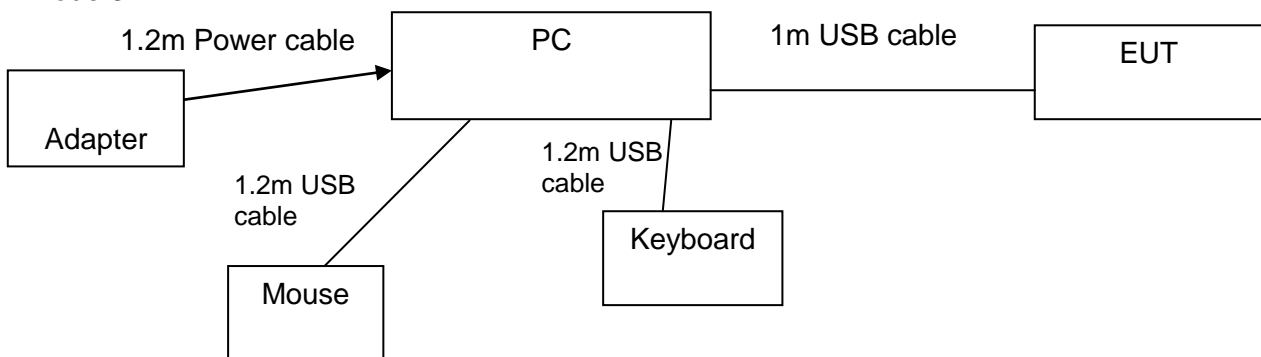 1.2m Power cable
PC
1m USB cable
EUT
Adapter
1.2m USB
cable
1.2m USB
cable
Keyboard
Mouse